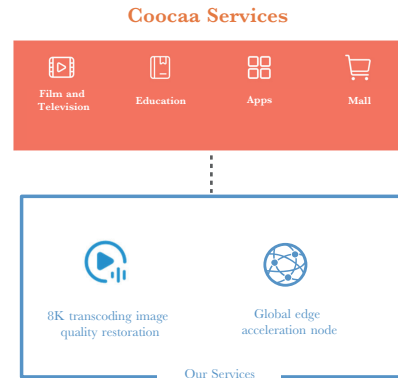 Coocaa Services
Film and
Television
Education
Apps
Mall
8K transcoding image
quality restoration
Global edge
acceleration node
Our Services